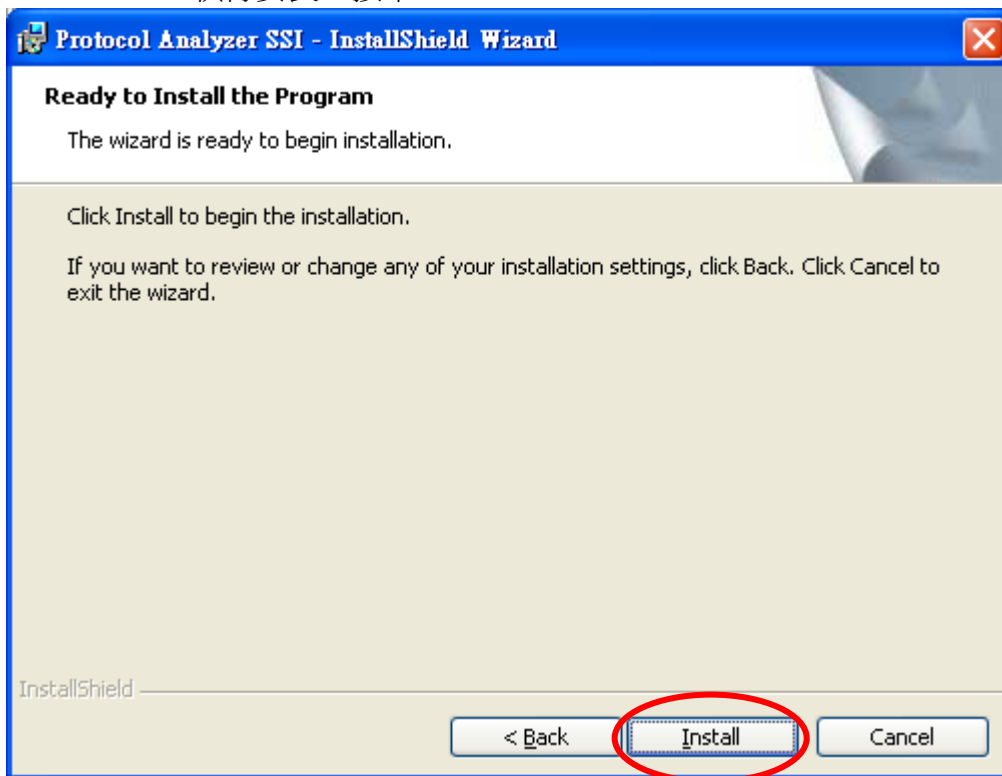 Protocol Analyzer SSI - InstallShield Wizard
Ready to Install the Program
The wizard is ready to begin installation.
Click Install to begin the installation.
If you want to review or change any of your installation settings, click Back. Click Cancel to
exit the wizard.
InstallShield
< Back Install Cancel